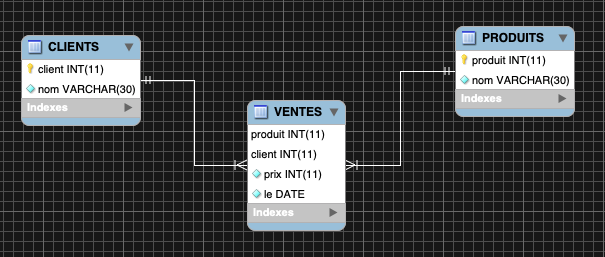 CLIENTS
client INT(11)
nom VARCHAR(30)
Indexes
PRODUITS
produit INT(11)
nom VARCHAR(30)
Indexes
VENTES
produit INT(11)
client INT(11)
prix INT(11)
le DATE
Indexes